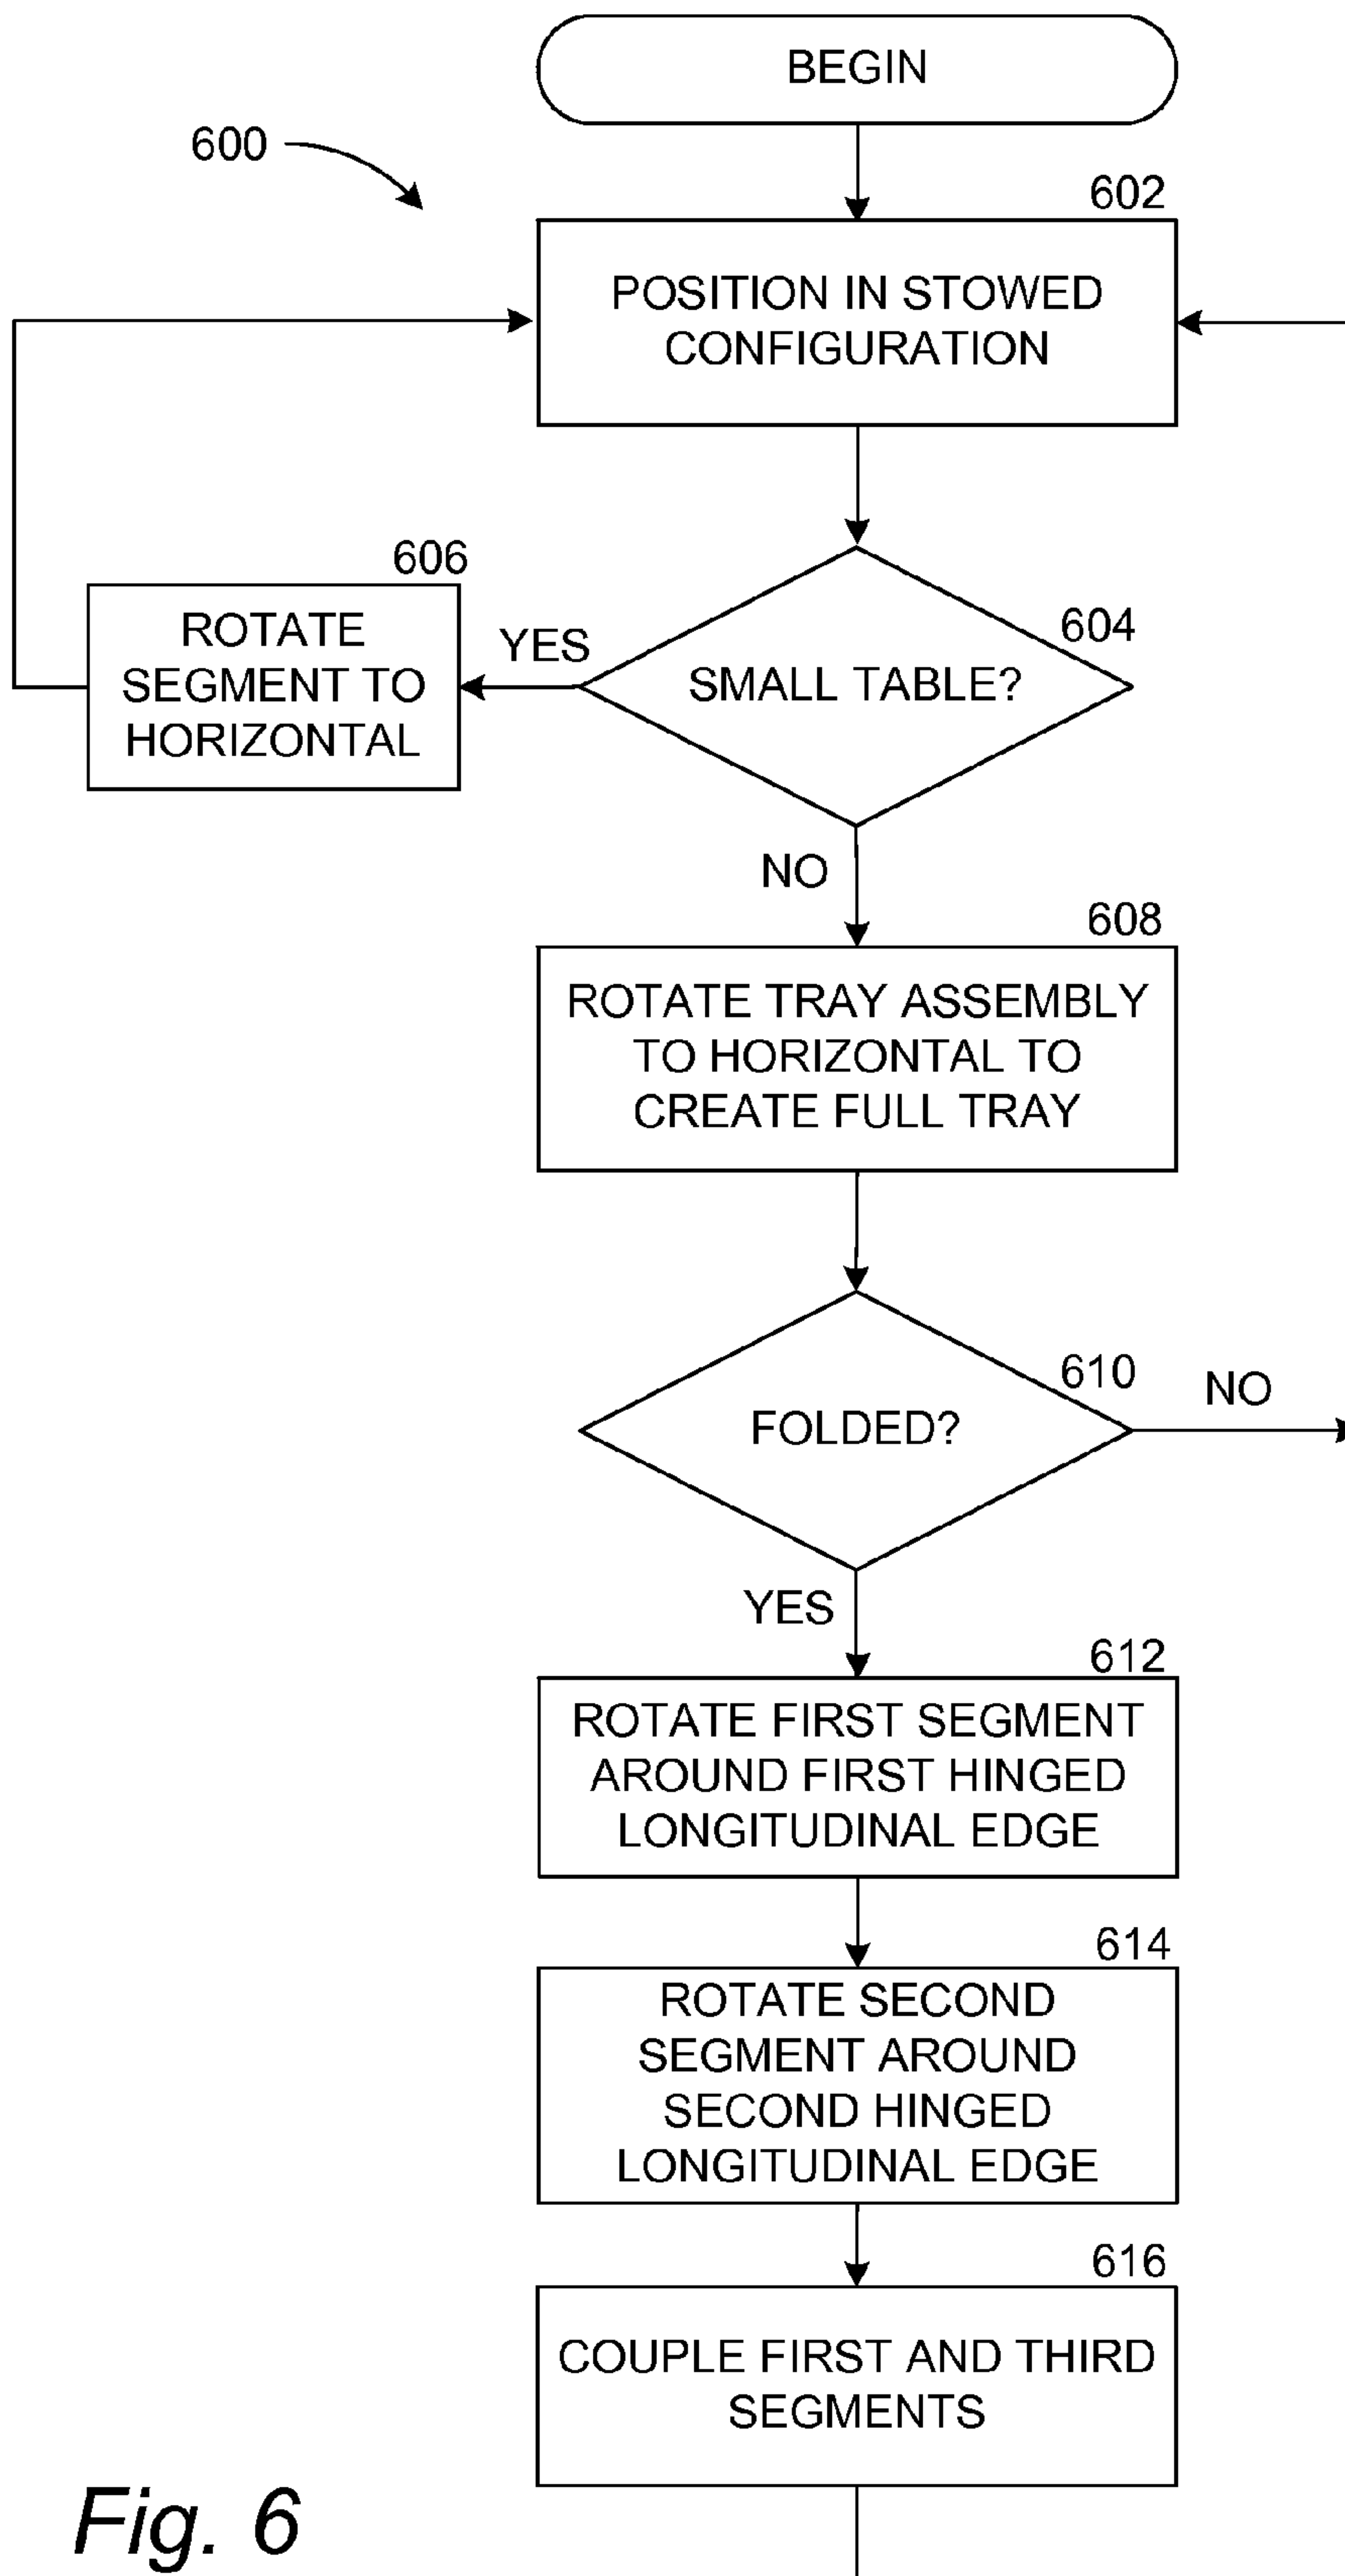 BEGIN
600
602
POSITION IN STOWED
CONFIGURATION
606
ROTATE
SEGMENT TO
HORIZONTAL
YES
604
SMALL TABLE?
NO
608
ROTATE TRAY ASSEMBLY
TO HORIZONTAL TO
CREATE FULL TRAY
610
FOLDED?
NO
YES
612
ROTATE FIRST SEGMENT
AROUND FIRST HINGED
LONGITUDINAL EDGE
614
ROTATE SECOND
SEGMENT AROUND
SECOND HINGED
LONGITUDINAL EDGE
616
COUPLE FIRST AND THIRD
SEGMENTS
Fig. 6